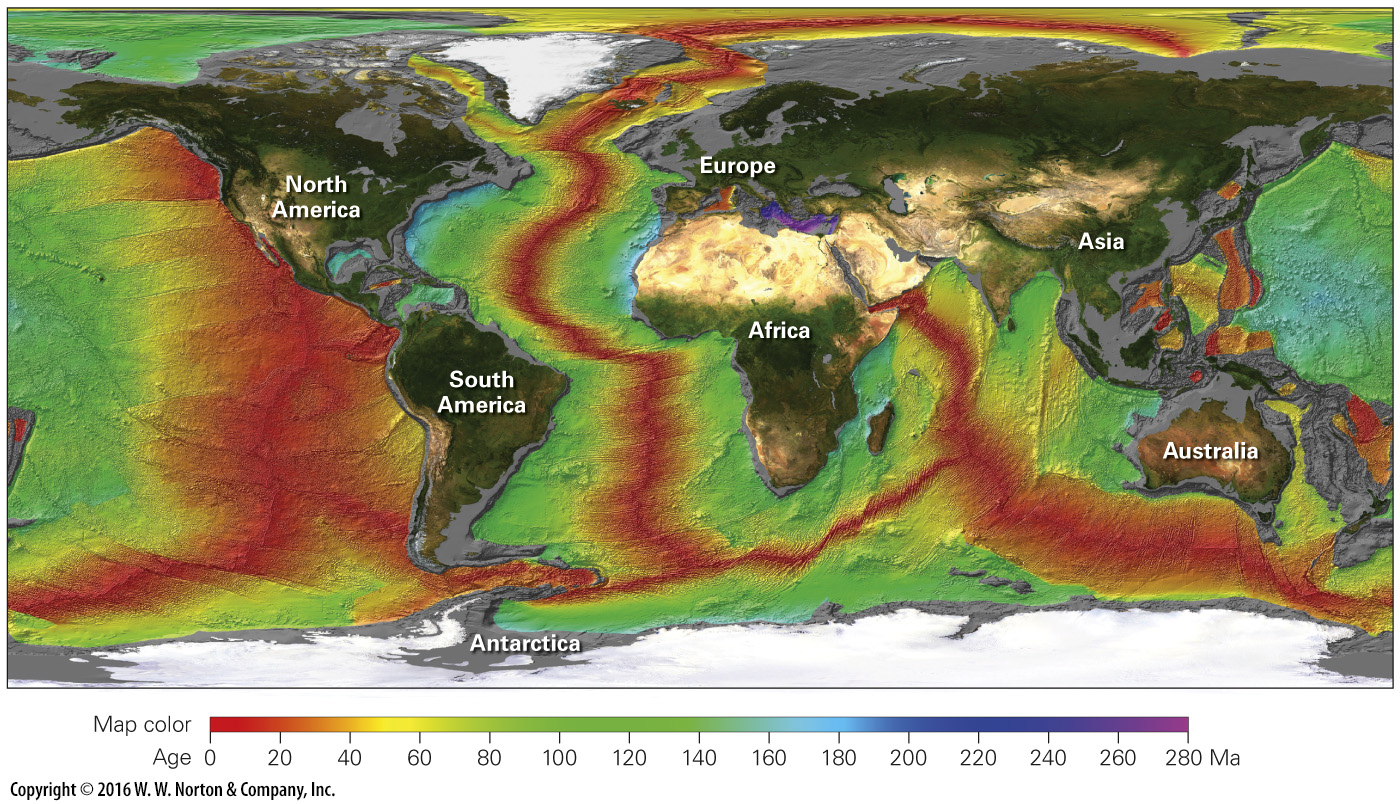 Europe
North
America
Asia
Africa
South
America
Australia
Antarctica
Map color
Age 0 20 40 60 80 100 120 140 160 180 200 220 240 260 280 Ma
Copyright © 2016 W. W. Norton & Company, Inc.